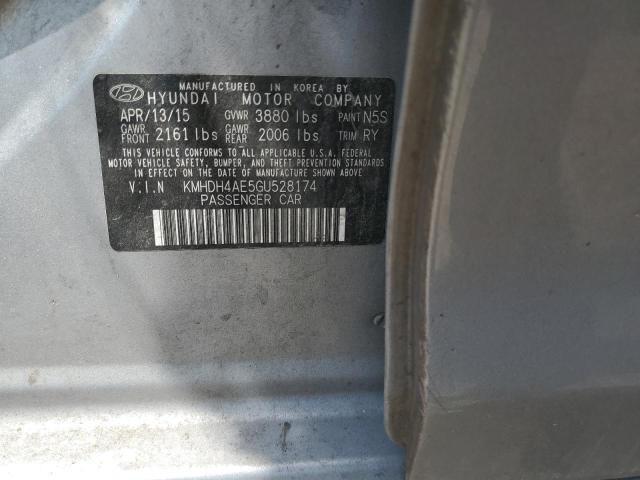 MANUFACTURED IN KOREA BY
HYUNDAI MOTOR COMPANY
APR/13/15 GVWR 3880 lbs PAINT N5S
GAWR FRONT 2161 lbs GAWR REAR 2006 lbs TRIM RY
THIS VEHICLE CONFORMS TO ALL APPLICABLE U.S.A. FEDERAL
MOTOR VEHICLE SAFETY, BUMPER, AND THEFT PREVENTION STANDARDS
IN EFFECT ON THE DATE OF MANUFACTURE SHOWN ABOVE.
V.I.N KMHDH4AE5GU528174
PASSENGER CAR